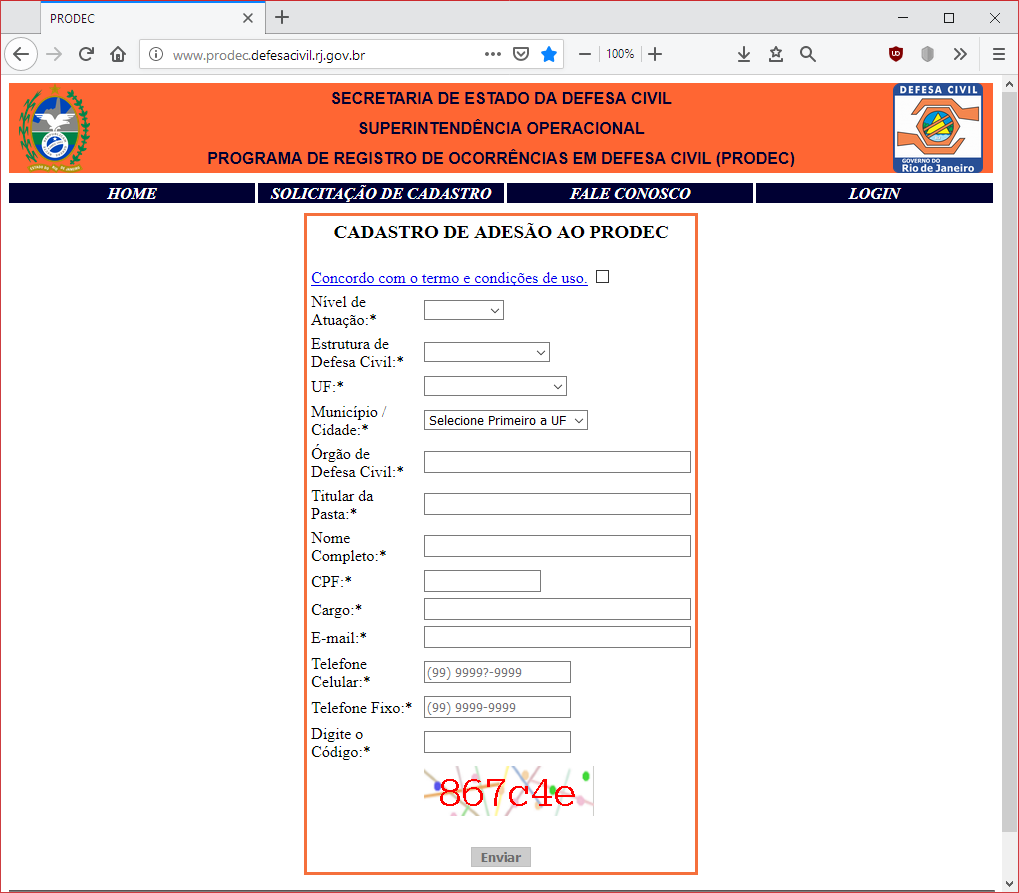 PRODEC
www.prodec.defesacivil.rj.gov.br
100%
SECRETARIA DE ESTADO DA DEFESA CIVIL
SUPERINTENDÊNCIA OPERACIONAL
PROGRAMA DE REGISTRO DE OCORRÊNCIAS EM DEFESA CIVIL (PRODEC)
DEFESA CIVIL
GOVERNO DO
Rio de Janeiro
HOME
SOLICITAÇÃO DE CADASTRO
FALE CONOSCO
LOGIN
CADASTRO DE ADESÃO AO PRODEC
Concordo com o termo e condições de uso.
Nível de
Atuação:*
Estrutura de
Defesa Civil:*
UF:*
Município /
Cidade:*
Selecione Primeiro a UF
Órgão de
Defesa Civil:*
Titular da
Pasta:*
Nome
Completo:*
CPF:*
Cargo:*
E-mail:*
Telefone
Celular:*
(99) 9999?-9999
Telefone Fixo:*
(99) 9999-9999
Digite o
Código:*
867c4e
Enviar